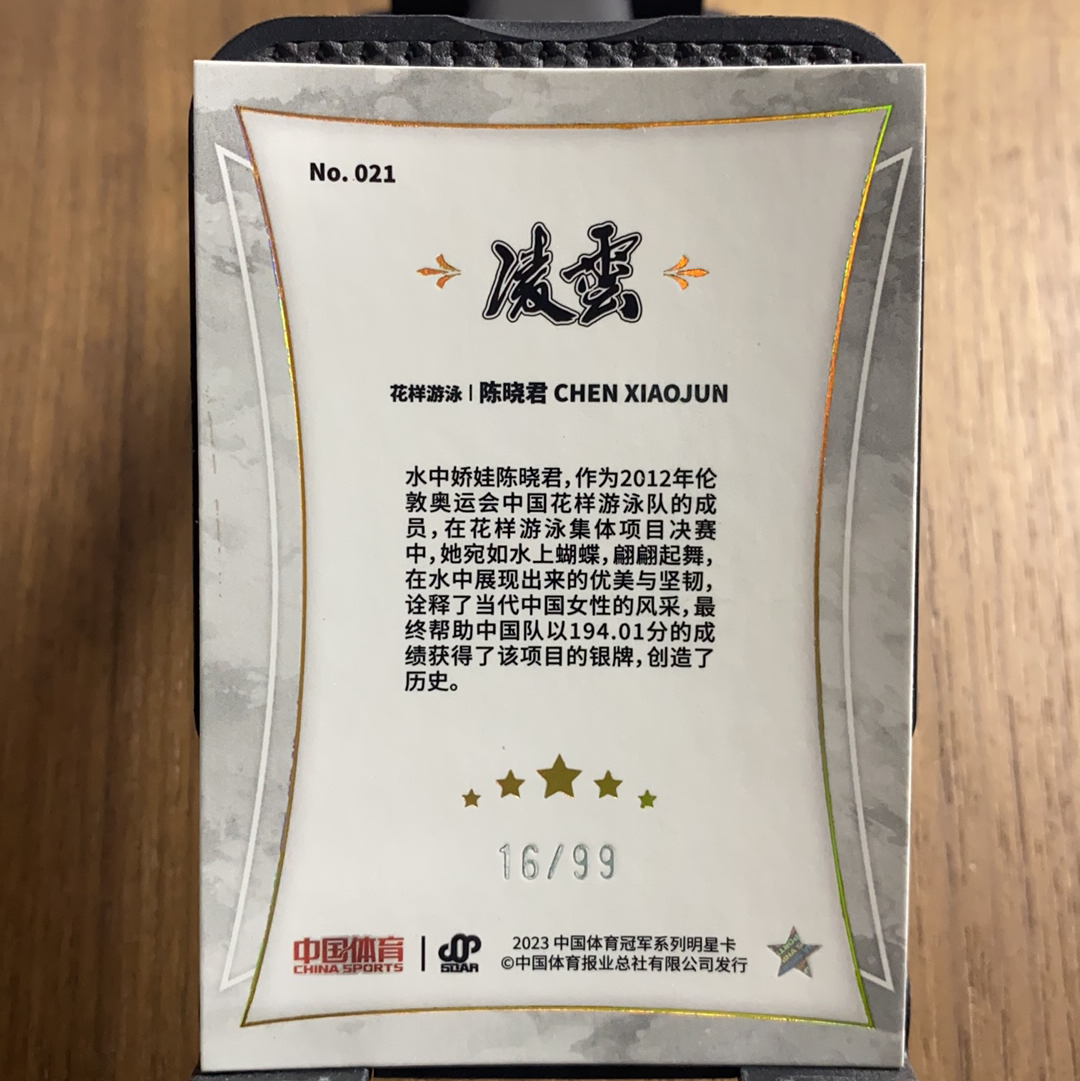 No. 021
凌雲
花样游泳 | 陈晓君 CHEN XIAOJUN
水中娇娃陈晓君,作为2012年伦
敦奥运会中国花样游泳队的成
员,在花样游泳集体项目决赛
中,她宛如水上蝴蝶,翩翩起舞,
在水中展现出来的优美与坚韧,
诠释了当代中国女性的风采,最
终帮助中国队以194.01分的成
绩获得了该项目的银牌,创造了
历史。
16/99
中国体育
CHINA SPORTS
SOAR
2023 中国体育冠军系列明星卡
©中国体育报业总社有限公司发行